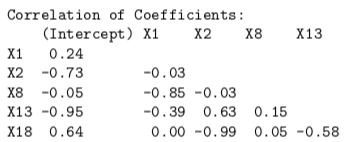 Correlation of Coefficients:
(Intercept) X1 X2 X8 X13
X1 0.24
X2 -0.73 -0.03
X8 -0.05 -0.85 -0.03
X13 -0.95 -0.39 0.63 0.15
X18 0.64 0.00 -0.99 0.05 -0.58